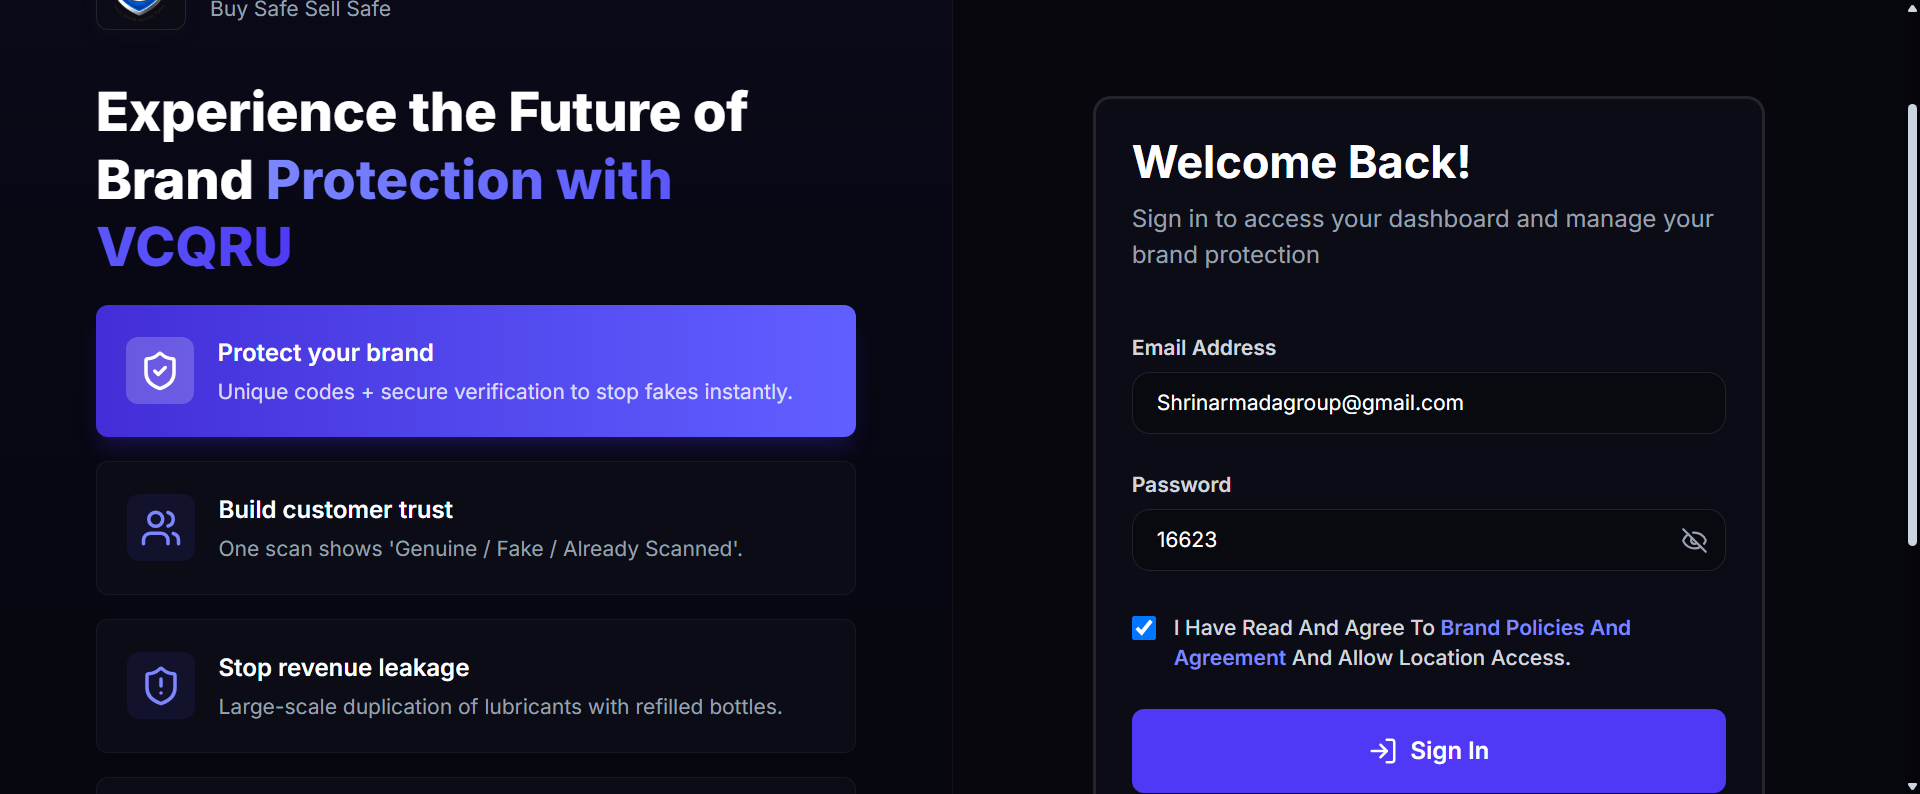 Buy Safe Sell Safe
Experience the Future of
Brand Protection with
VCQRU
Protect your brand
Unique codes + secure verification to stop fakes instantly.
Build customer trust
One scan shows 'Genuine / Fake / Already Scanned'.
Stop revenue leakage
Large-scale duplication of lubricants with refilled bottles.
Welcome Back!
Sign in to access your dashboard and manage your
brand protection
Email Address
Shrinarmadagroup@gmail.com
Password
16623
I Have Read And Agree To Brand Policies And
Agreement And Allow Location Access.
Sign In